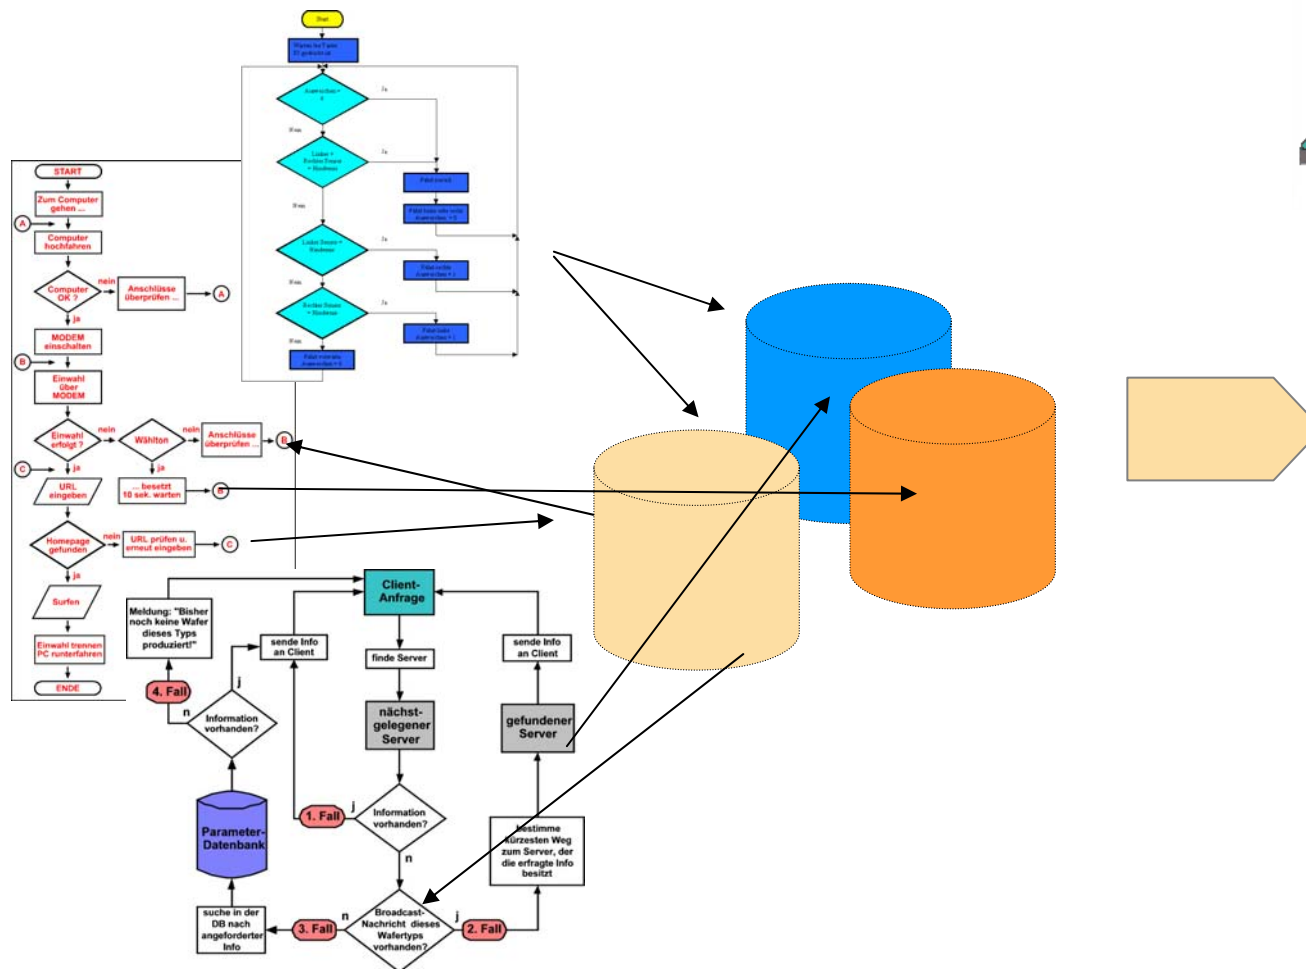 Start
Ja
Nein
Ja
Nein
Ja
Ja
Nein
START
Zum Computer
gehen ...
A
Computer
hochfahren
Computer
OK ?
nein
Anschlüsse
überprüfen ...
A
ja
MODEM
einschalten
B
Einwahl
über
MODEM
Einwahl
erfolgt ?
nein
Wählton
nein
Anschlüsse
überprüfen ...
B
C
ja
ja
URL
eingeben
... besetzt
10 sek. warten
B
Homepage
gefunden
nein
URL prüfen u.
erneut eingeben
C
ja
Surfen
Einwahl trennen
PC runterfahren
ENDE
Client-
Anfrage
Meldung: "Bisher
noch keine Wafer
dieses Typs
produziert!"
sende Info
an Client
finde Server
sende Info
an Client
4. Fall
j
n
Information
vorhanden?
nächst-
gelegener
Server
gefundener
Server
1. Fall
j
Information
vorhanden?
n
Parameter-
Datenbank
bestimme
kürzesten Weg
zum Server, der
die erfragte Info
besitzt
suche in der
DB nach
angeforderter
Info
3. Fall
n
Broadcast-
Nachricht dieses
Wafertyps
vorhanden?
j
2. Fall